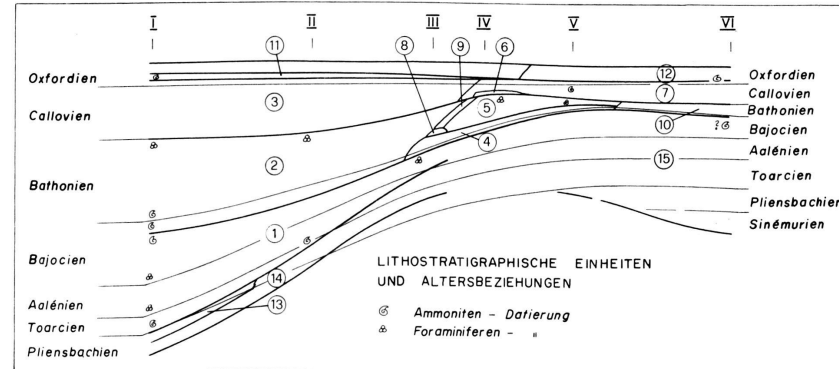 I II III IV V VI
11 8 9 6
Oxfordien 12 Oxfordien
Callovien 3 5 7 Callovien
Bathonien
10
4 Bajocien
2 15 Aalénien
Bathonien Toarcien
Pliensbachien
1 Sinémurien
Bajocien
LITHOSTRATIGRAPHISCHE EINHEITEN
UND ALTERSBEZIEHUNGEN
14
Aalénien 13 Ammoniten - Datierung
Toarcien Foraminiferen - "
Pliensbachien
?